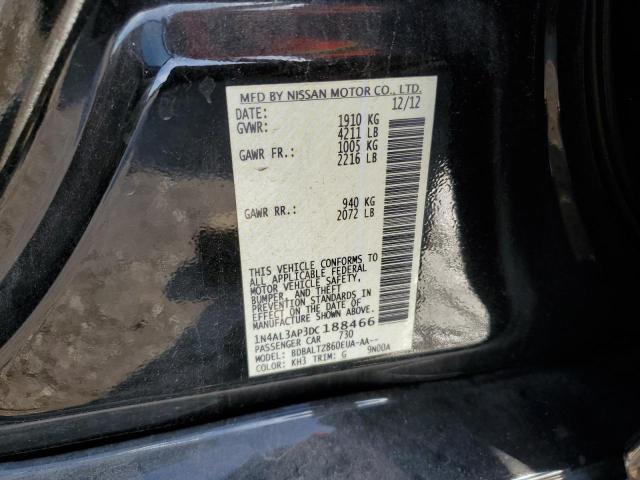 MFD BY NISSAN MOTOR CO., LTD.
DATE: 12/12
GVWR: 1910 KG
4211 LB
GAWR FR.: 1005 KG
2216 LB
GAWR RR.: 940 KG
2072 LB
THIS VEHICLE CONFORMS TO
ALL APPLICABLE FEDERAL
MOTOR VEHICLE SAFETY,
BUMPER, AND THEFT
PREVENTION STANDARDS IN
EFFECT ON THE DATE OF
MANUFACTURE SHOWN ABOVE.
1N4AL3AP3DC188466
PASSENGER CAR 730
MODEL: BDBALTZ860EUA-AA--
COLOR: KH3 TRIM: G 9N00A